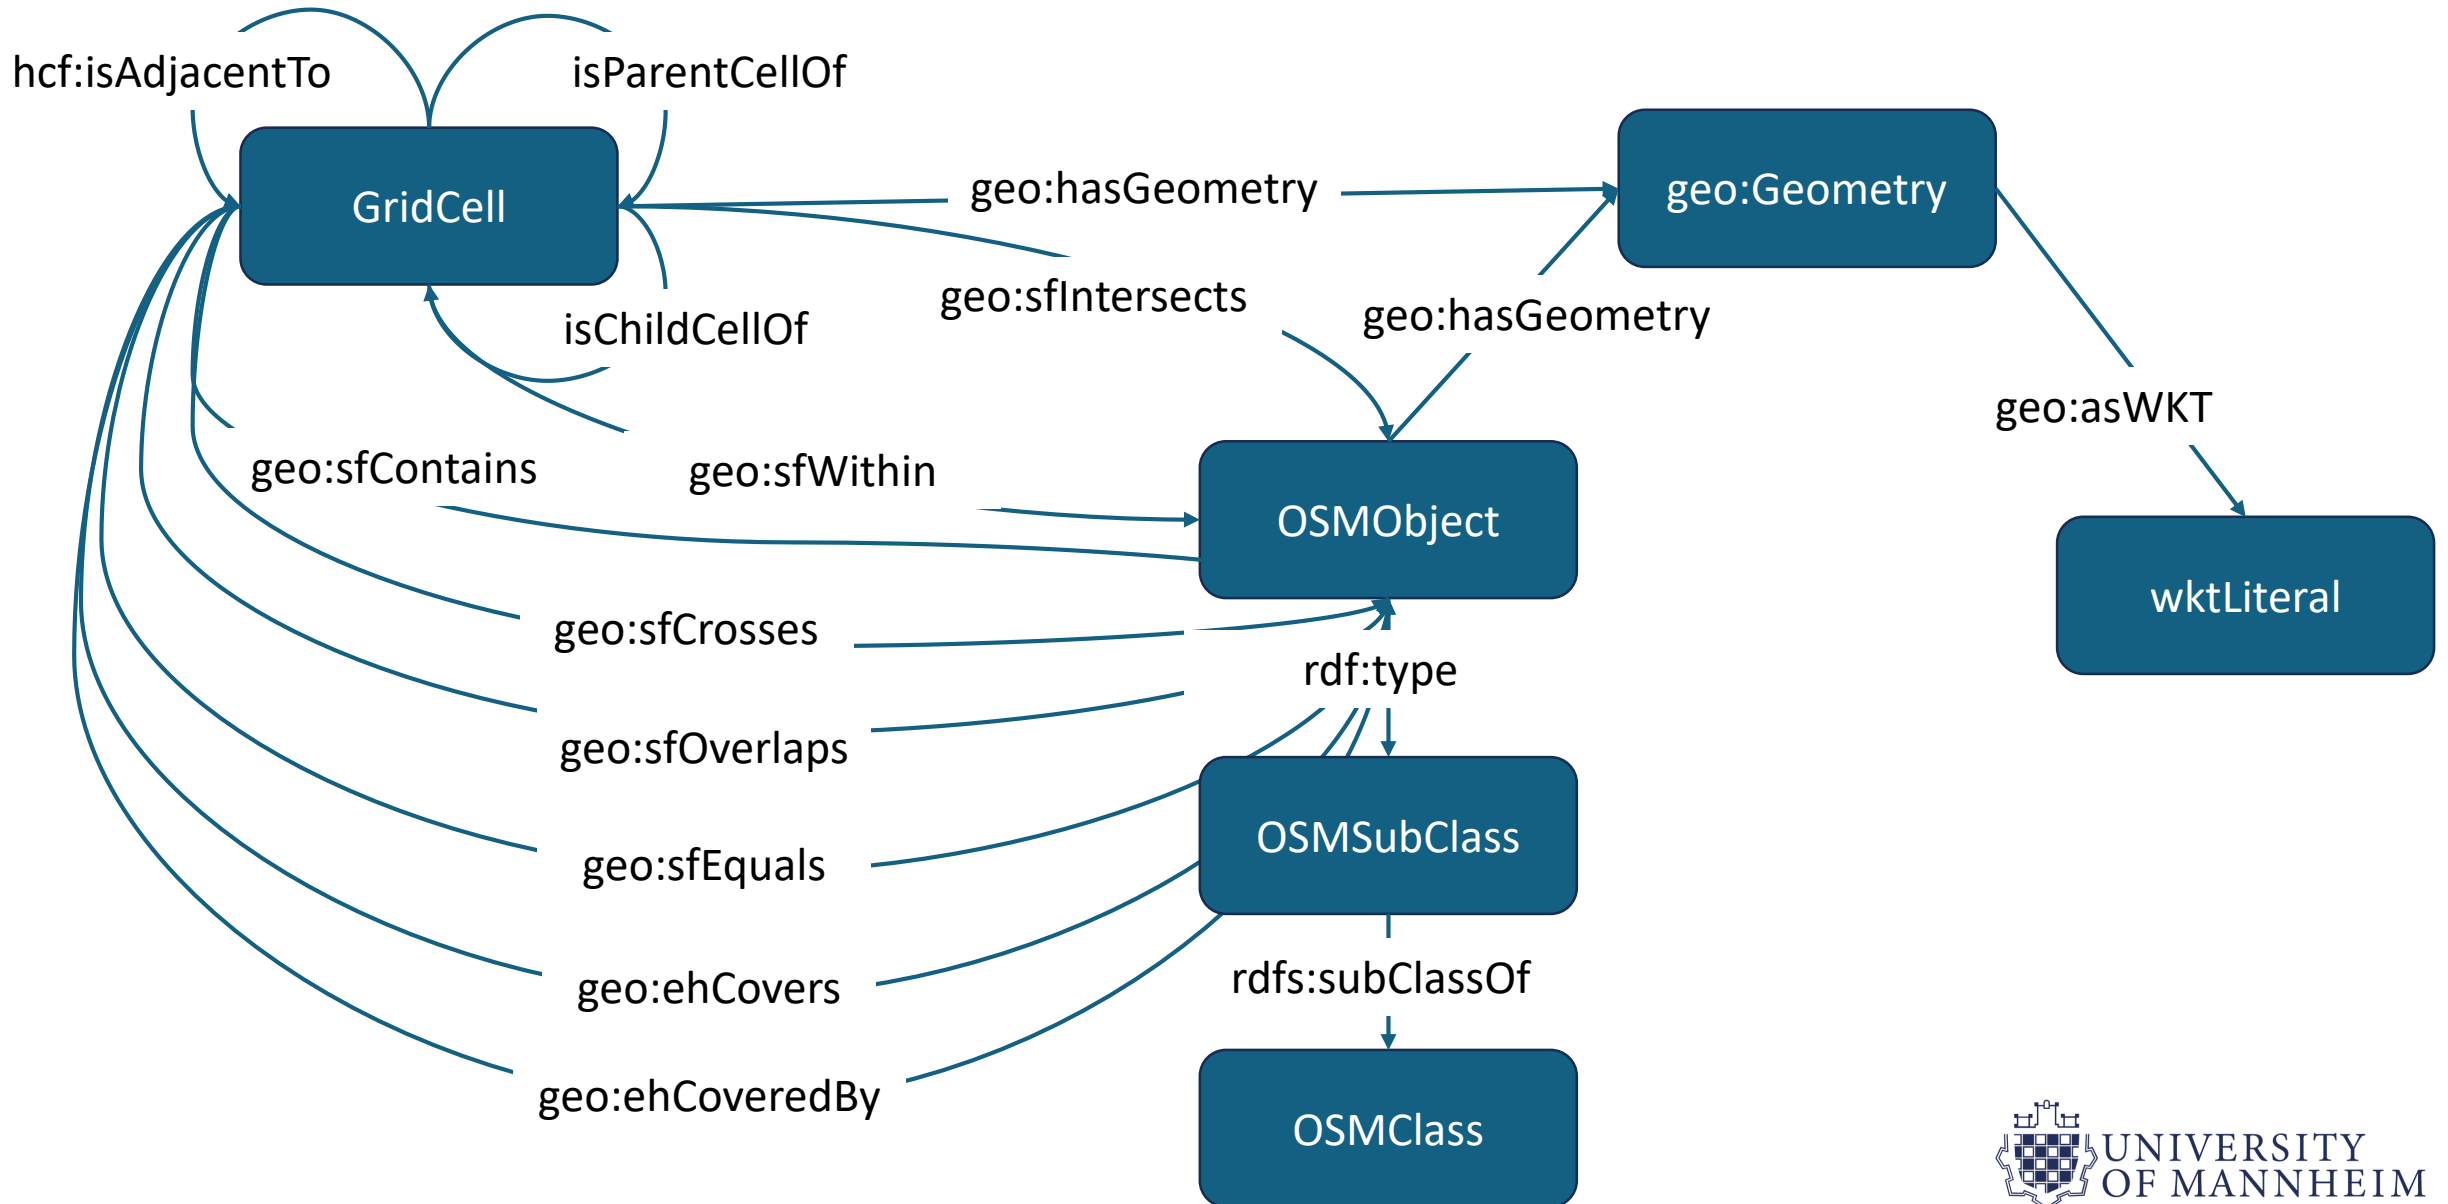 hcf:isAdjacentTo
isParentCellOf
GridCell
geo:hasGeometry
geo:Geometry
geo:sfIntersects
geo:hasGeometry
isChildCellOf
geo:asWKT
geo:sfContains
geo:sfWithin
OSMObject
wktLiteral
geo:sfCrosses
rdf:type
geo:sfOverlaps
OSMSubClass
geo:sfEquals
geo:ehCovers
rdfs:subClassOf
geo:ehCoveredBy
OSMClass
UNIVERSITY
OF MANNHEIM